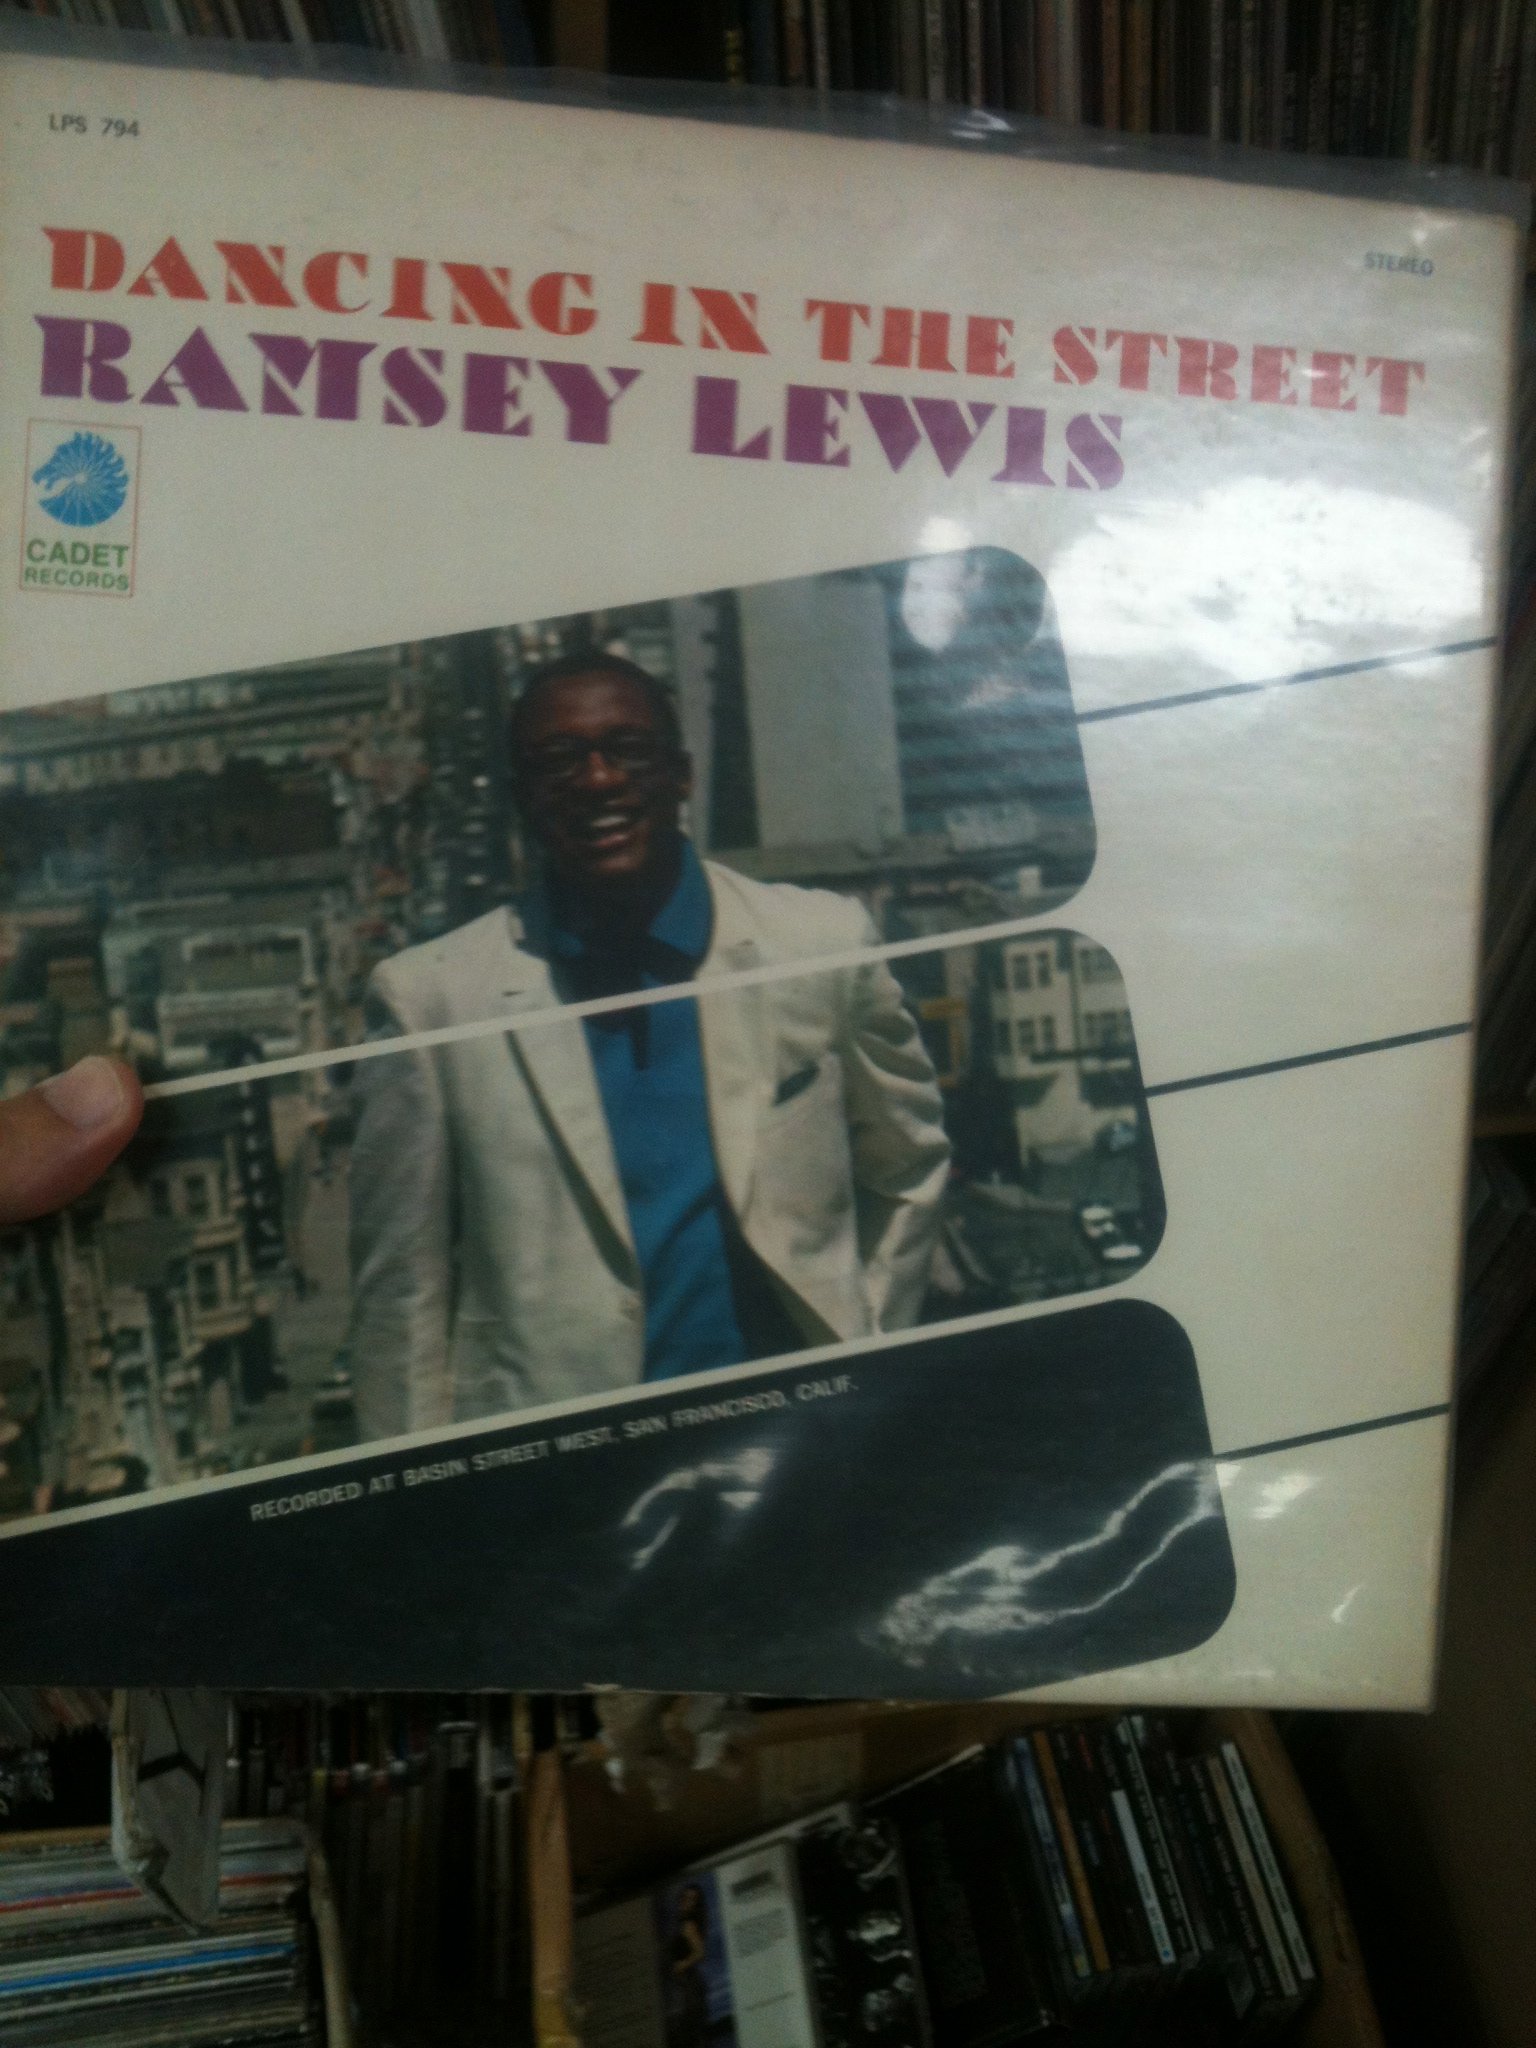 LPS 794
STEREO
DANCING IN THE STREET
RAMSEY LEWIS
CADET
RECORDS
RECORDED AT BASIN STREET WEST, SAN FRANCISCO, CALIF.